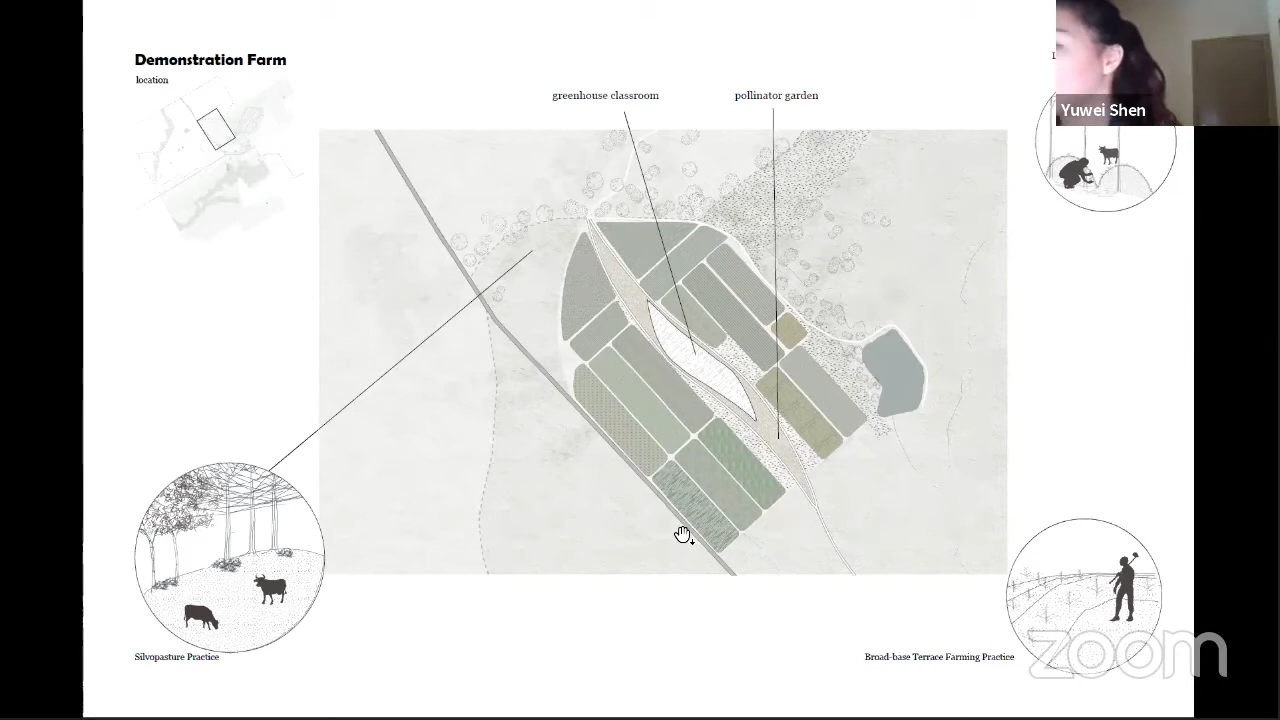 Demonstration Farm
location
greenhouse classroom
pollinator garden
Yuwei Shen
Silvopasture Practice
Broad-base Terrace Farming Practice
zoom